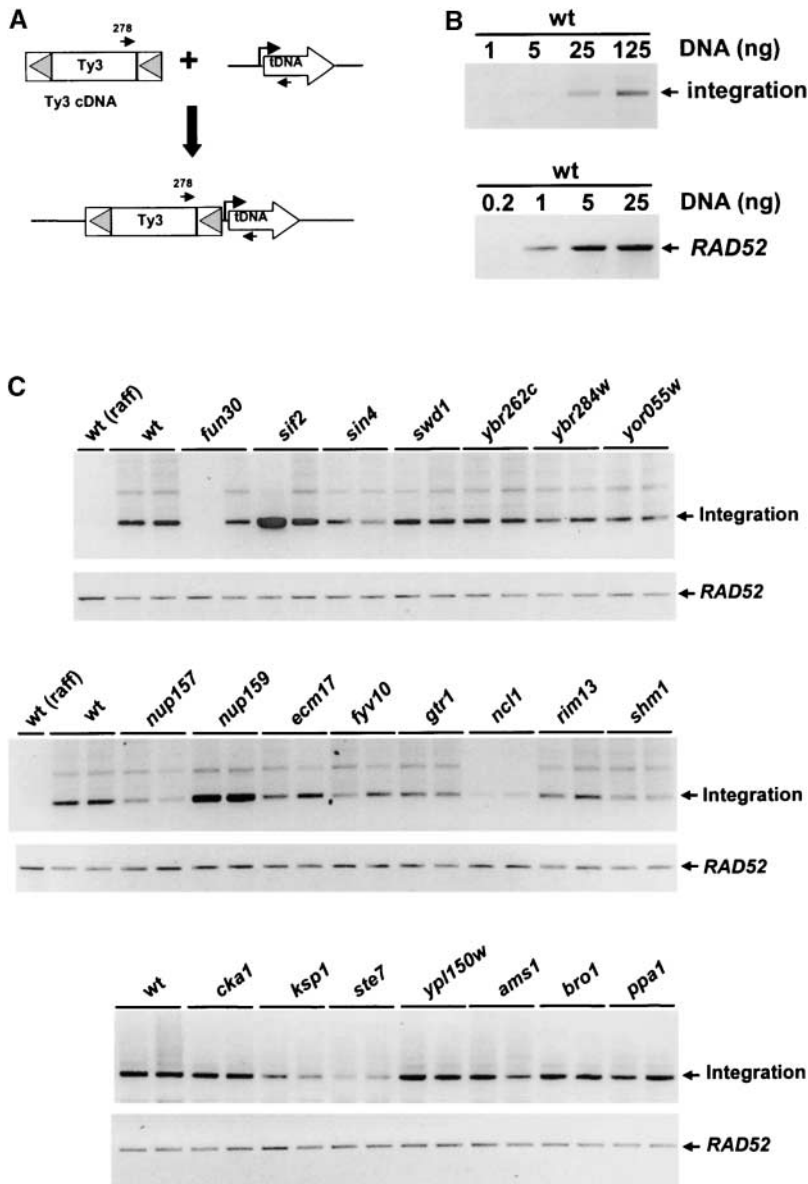 A
278
Ty3
+
tDNA
Ty3 cDNA
278
Ty3
tDNA
B
wt
1 5 25 125 DNA (ng)
integration
wt
0.2 1 5 25 DNA (ng)
RAD52
C
wt (raff) wt fun30 sif2 sin4 swd1 ybr262c ybr284w yor055w
Integration
RAD52
wt (raff) wt nup157 nup159 ecm17 fyv10 gtr1 ncl1 rim13 shm1
Integration
RAD52
wt cka1 ksp1 ste7 ypl150w ams1 bro1 ppa1
Integration
RAD52